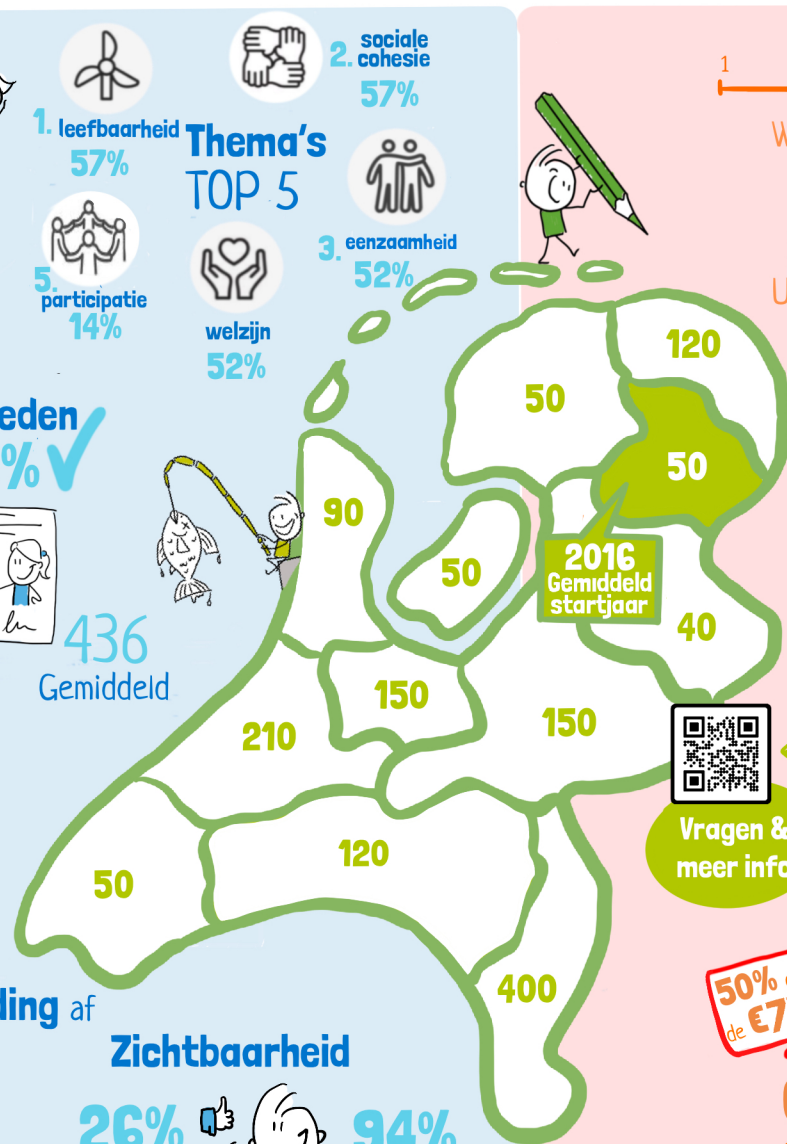 1. leefbaarheid
57%
2. sociale
cohesie
57%
Thema's
TOP 5
3. eenzaamheid
52%
5.
participatie
14%
welzijn
52%
1
eden
%
436
Gemiddeld
50
120
50
90
50
2016
Gemiddeld
startjaar
40
150
150
210
120
50
400
Vragen &
meer info
ding af
Zichtbaarheid
26%
94%
50%
de €7